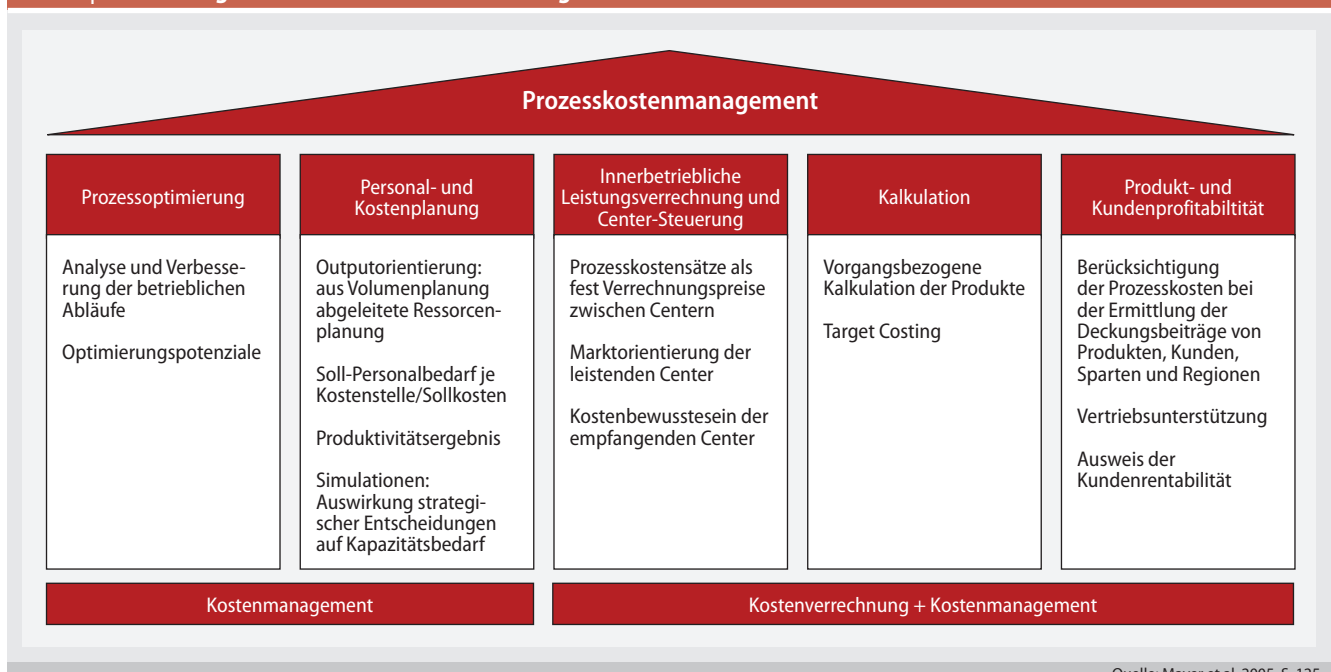 Prozesskostenmanagement
Prozessoptimierung
Analyse und Verbesse-
rung der betrieblichen
Abläufe
Optimierungspotenziale
Personal- und
Kostenplanung
Outputorientierung:
aus Volumenplanung
abgeleitete Ressorcen-
planung
Soll-Personalbedarf je
Kostenstelle/Sollkosten
Produktivitätsergebnis
Simulationen:
Auswirkung strategi-
scher Entscheidungen
auf Kapazitätsbedarf
Innerbetriebliche
Leistungsverrechnung und
Center-Steuerung
Prozesskostensätze als
fest Verrechnungspreise
zwischen Centern
Marktorientierung der
leistenden Center
Kostenbewusstesein der
empfangenden Center
Kalkulation
Vorgangsbezogene
Kalkulation der Produkte
Target Costing
Produkt- und
Kundenprofitabiltität
Berücksichtigung
der Prozesskosten bei
der Ermittlung der
Deckungsbeiträge von
Produkten, Kunden,
Sparten und Regionen
Vertriebsunterstützung
Ausweis der
Kundenrentabilität
Kostenmanagement
Kostenverrechnung + Kostenmanagement